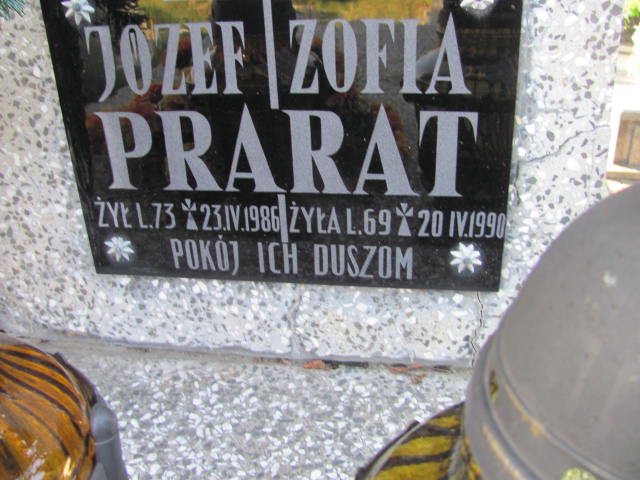 JÓZEF ZOFIA
PRARAT
ŻYŁ L.73 23.IV.1986 ŻYŁA L.69 20 IV.1990
POKÓJ ICH DUSZOM